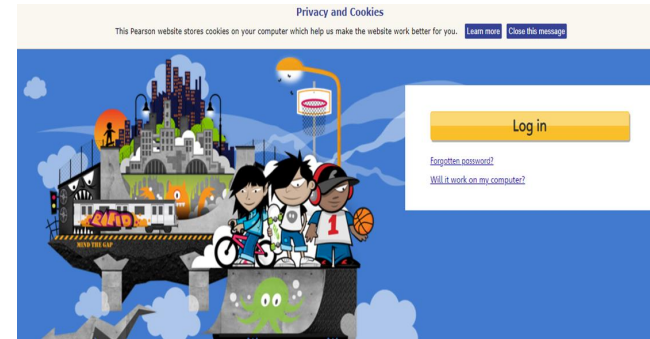 Privacy and Cookies
This Pearson website stores cookies on your computer which help us make the website work better for you. Learn more Close this message
Log in
Forgotten password?
Will it work on my computer?
RAPID
MIND THE GAP
1